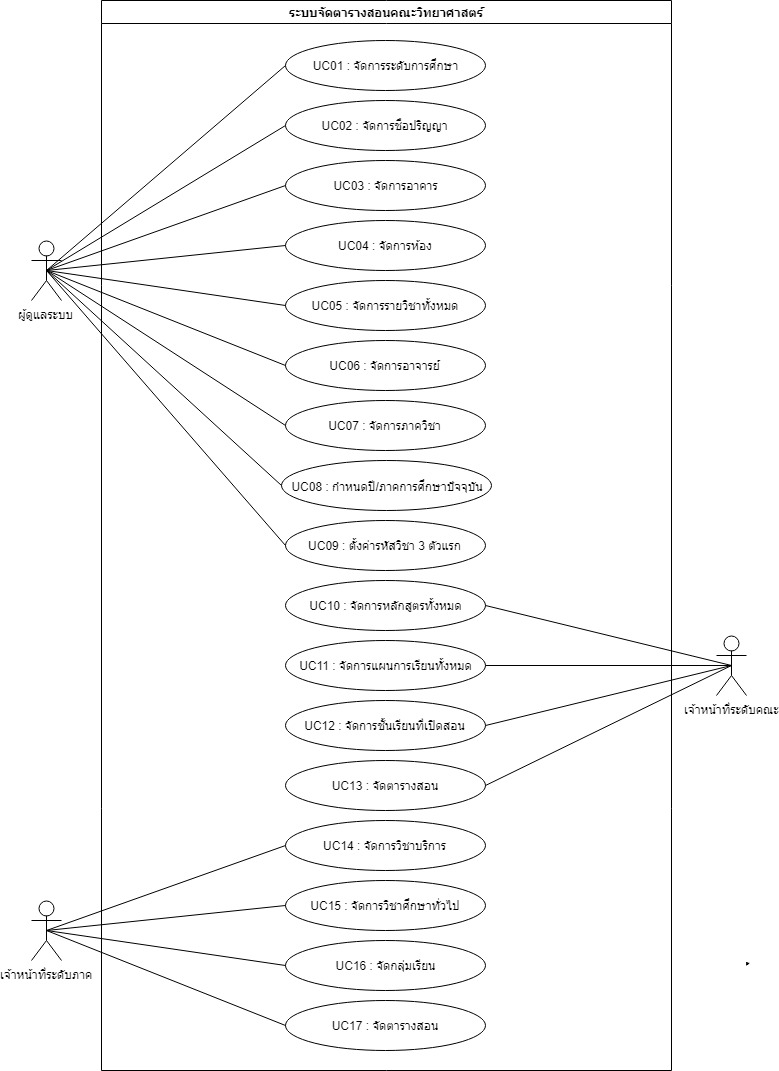 ระบบจัดตารางสอนคณะวิทยาศาสตร์
UC01 : จัดการระดับการศึกษา
UC02 : จัดการชื่อปริญญา
UC03 : จัดการอาคาร
UC04 : จัดการห้อง
UC05 : จัดการรายวิชาทั้งหมด
ผู้ดูแลระบบ
UC06 : จัดการอาจารย์
UC07 : จัดการภาควิชา
UC08 : กำหนดปี/ภาคการศึกษาปัจจุบัน
UC09 : ตั้งค่ารหัสวิชา 3 ตัวแรก
UC10 : จัดการหลักสูตรทั้งหมด
UC11 : จัดการแผนการเรียนทั้งหมด
เจ้าหน้าที่ระดับคณะ
UC12 : จัดการชั้นเรียนที่เปิดสอน
UC13 : จัดตารางสอน
UC14 : จัดการวิชาบริการ
UC15 : จัดการวิชาศึกษาทั่วไป
UC16 : จัดกลุ่มเรียน
เจ้าหน้าที่ระดับภาค
UC17 : จัดตารางสอน